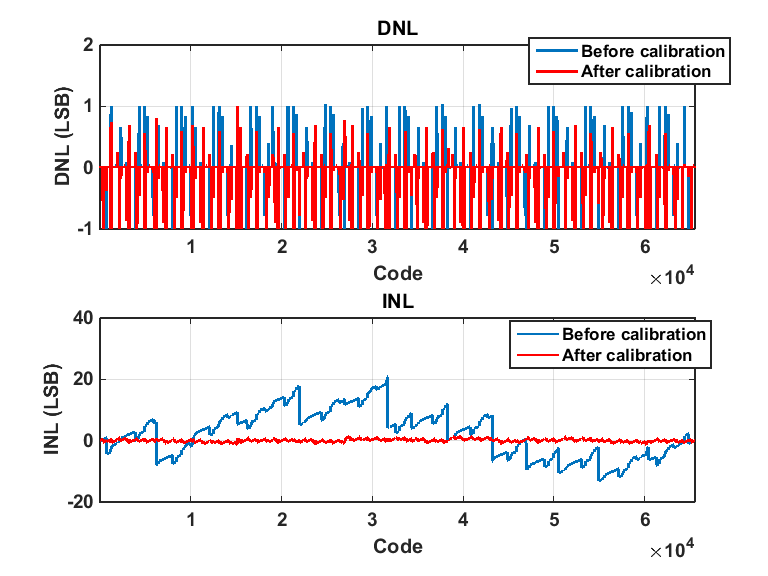 DNL
Before calibration
After calibration
DNL (LSB)
2
1
0
-1
1 2 3 4 5 6
Code
×10^4
INL
Before calibration
After calibration
INL (LSB)
40
20
0
-20
1 2 3 4 5 6
Code
×10^4